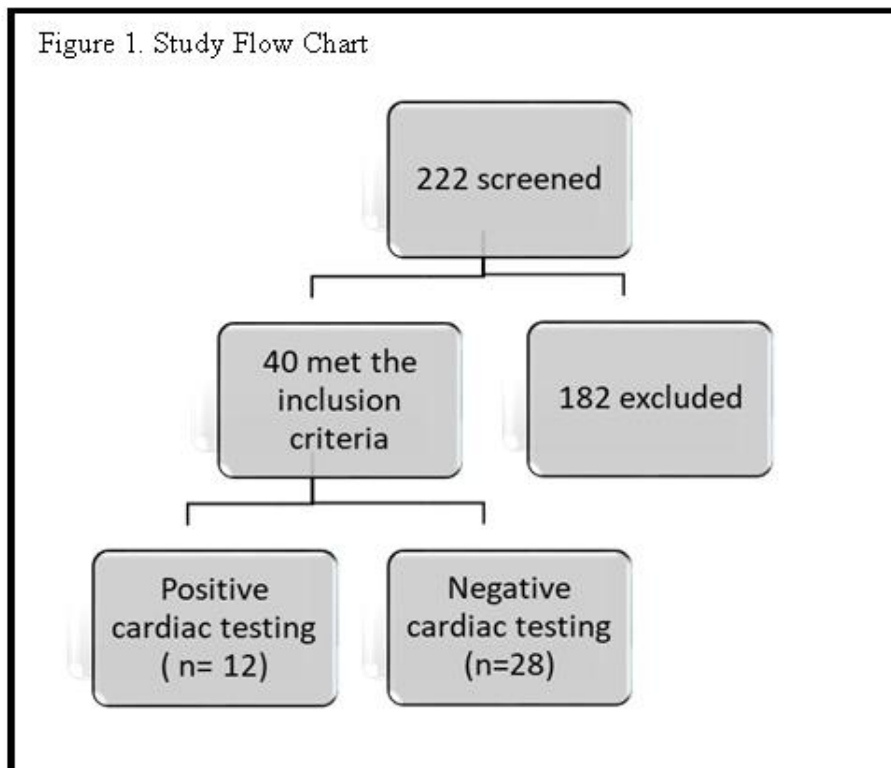 Figure 1. Study Flow Chart
222 screened
40 met the
inclusion
criteria
182 excluded
Positive
cardiac testing
( n= 12)
Negative
cardiac testing
(n=28)